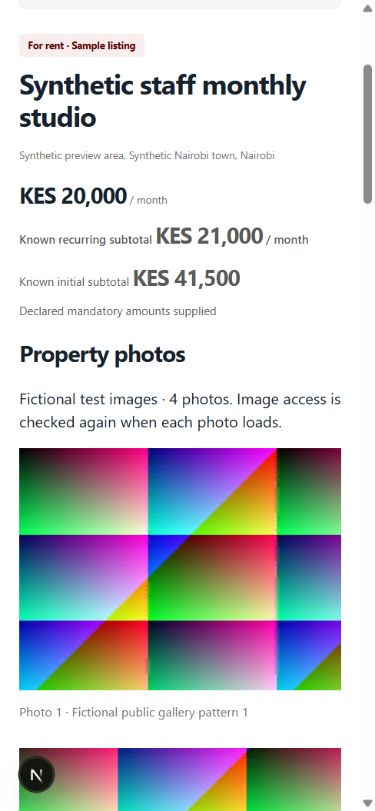 For rent · Sample listing
Synthetic staff monthly
studio
Synthetic preview area, Synthetic Nairobi town, Nairobi
KES 20,000 / month
Known recurring subtotal KES 21,000 / month
Known initial subtotal KES 41,500
Declared mandatory amounts supplied
Property photos
Fictional test images · 4 photos. Image access is
checked again when each photo loads.
Photo 1 · Fictional public gallery pattern 1
N